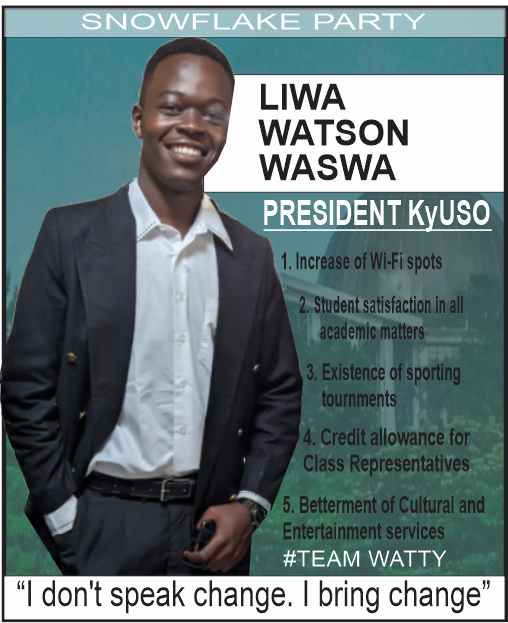 SNOWFLAKE PARTY
LIWA
WATSON
WASWA
PRESIDENT KyUSO
1. Increase of Wi-Fi spots
2. Student satisfaction in all
academic matters
3. Existence of sporting
tournments
4. Credit allowance for
Class Representatives
5. Betterment of Cultural and
Entertainment services
#TEAM WATTY
“I don't speak change. I bring change”